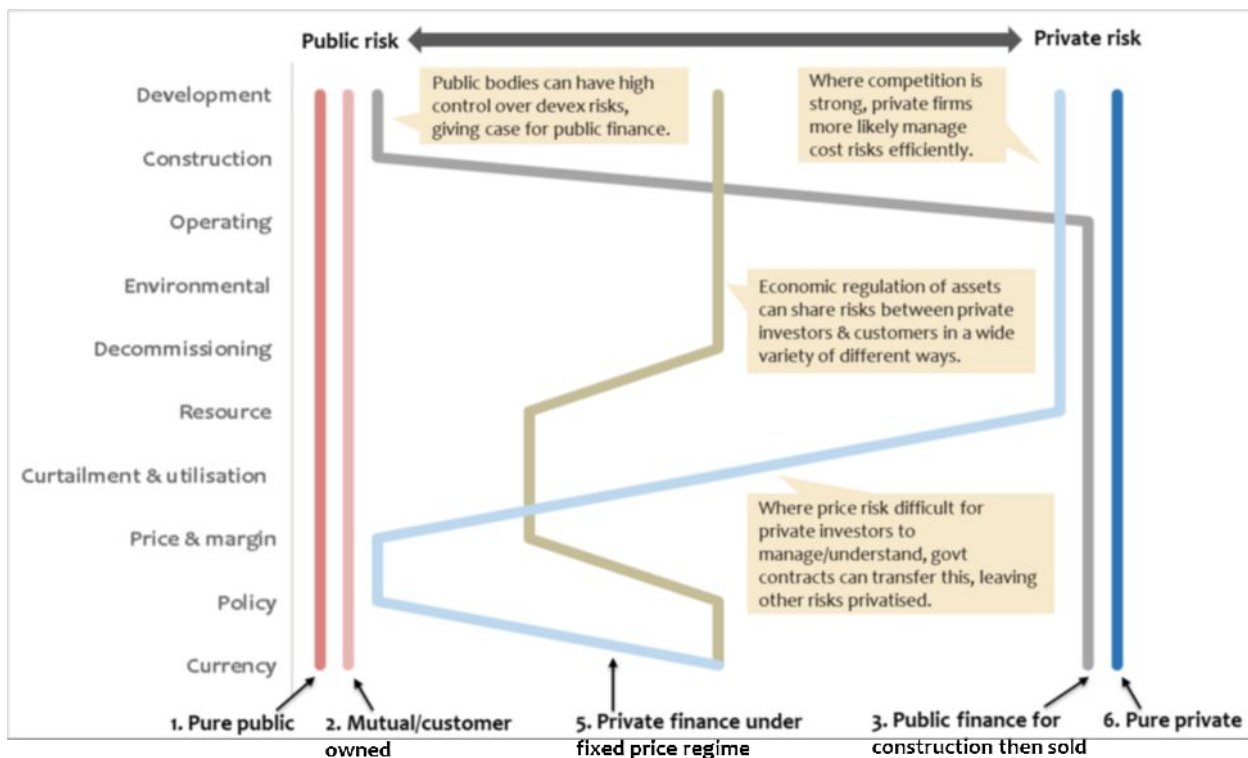 Public risk
Private risk
Development
Construction
Operating
Environmental
Decommissioning
Resource
Curtailment & utilisation
Price & margin
Policy
Currency
Public bodies can have high
control over devex risks,
giving case for public finance.
Where competition is
strong, private firms
more likely manage
cost risks efficiently.
Economic regulation of assets
can share risks between private
investors & customers in a wide
variety of different ways.
Where price risk difficult for
private investors to
manage/understand, govt
contracts can transfer this, leaving
other risks privatised.
1. Pure public
2. Mutual/customer
owned
5. Private finance under
fixed price regime
3. Public finance for
construction then sold
6. Pure private